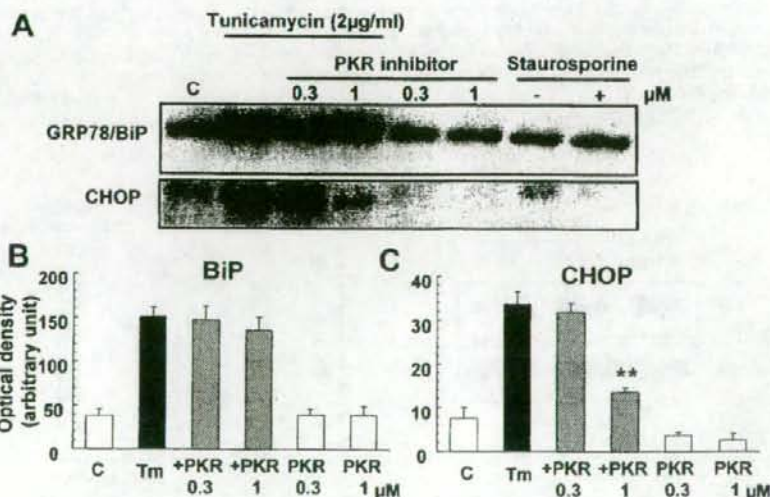 A
Tunicamycin (2µg/ml)
PKR inhibitor Staurosporine
C 0.3 1 0.3 1 - + µM
GRP78/BiP
CHOP
B BiP
Optical density
(arbitrary unit)
200
150
100
50
0
C Tm +PKR 0.3 +PKR 1 PKR 0.3 PKR 1 µM
C CHOP
40
30
20
10
0
**
C Tm +PKR 0.3 +PKR 1 PKR 0.3 PKR 1 µM